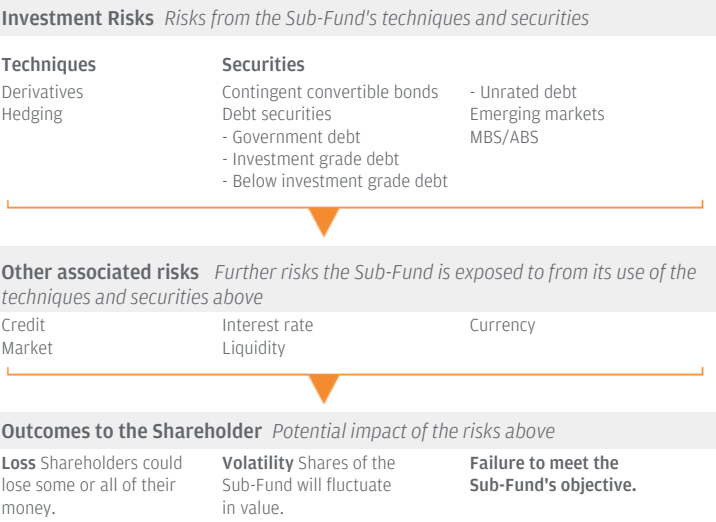 Investment Risks Risks from the Sub-Fund's techniques and securities
Techniques
Derivatives
Hedging
Securities
Contingent convertible bonds
Debt securities
- Government debt
- Investment grade debt
- Below investment grade debt
- Unrated debt
Emerging markets
MBS/ABS
Other associated risks Further risks the Sub-Fund is exposed to from its use of the
techniques and securities above
Credit
Market
Interest rate
Liquidity
Currency
Outcomes to the Shareholder Potential impact of the risks above
Loss Shareholders could
lose some or all of their
money.
Volatility Shares of the
Sub-Fund will fluctuate
in value.
Failure to meet the
Sub-Fund's objective.